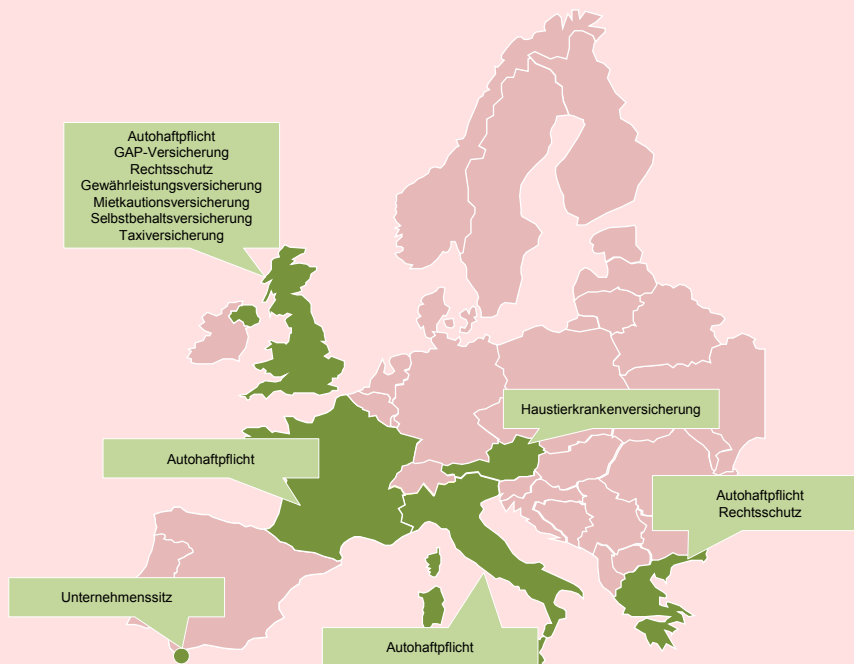 Autohaftpflicht
GAP-Versicherung
Rechtsschutz
Gewährleistungsversicherung
Mietkautionsversicherung
Selbstbehaltsversicherung
Taxiversicherung
Haustierkrankenversicherung
Autohaftpflicht
Autohaftpflicht
Rechtsschutz
Unternehmenssitz
Autohaftpflicht